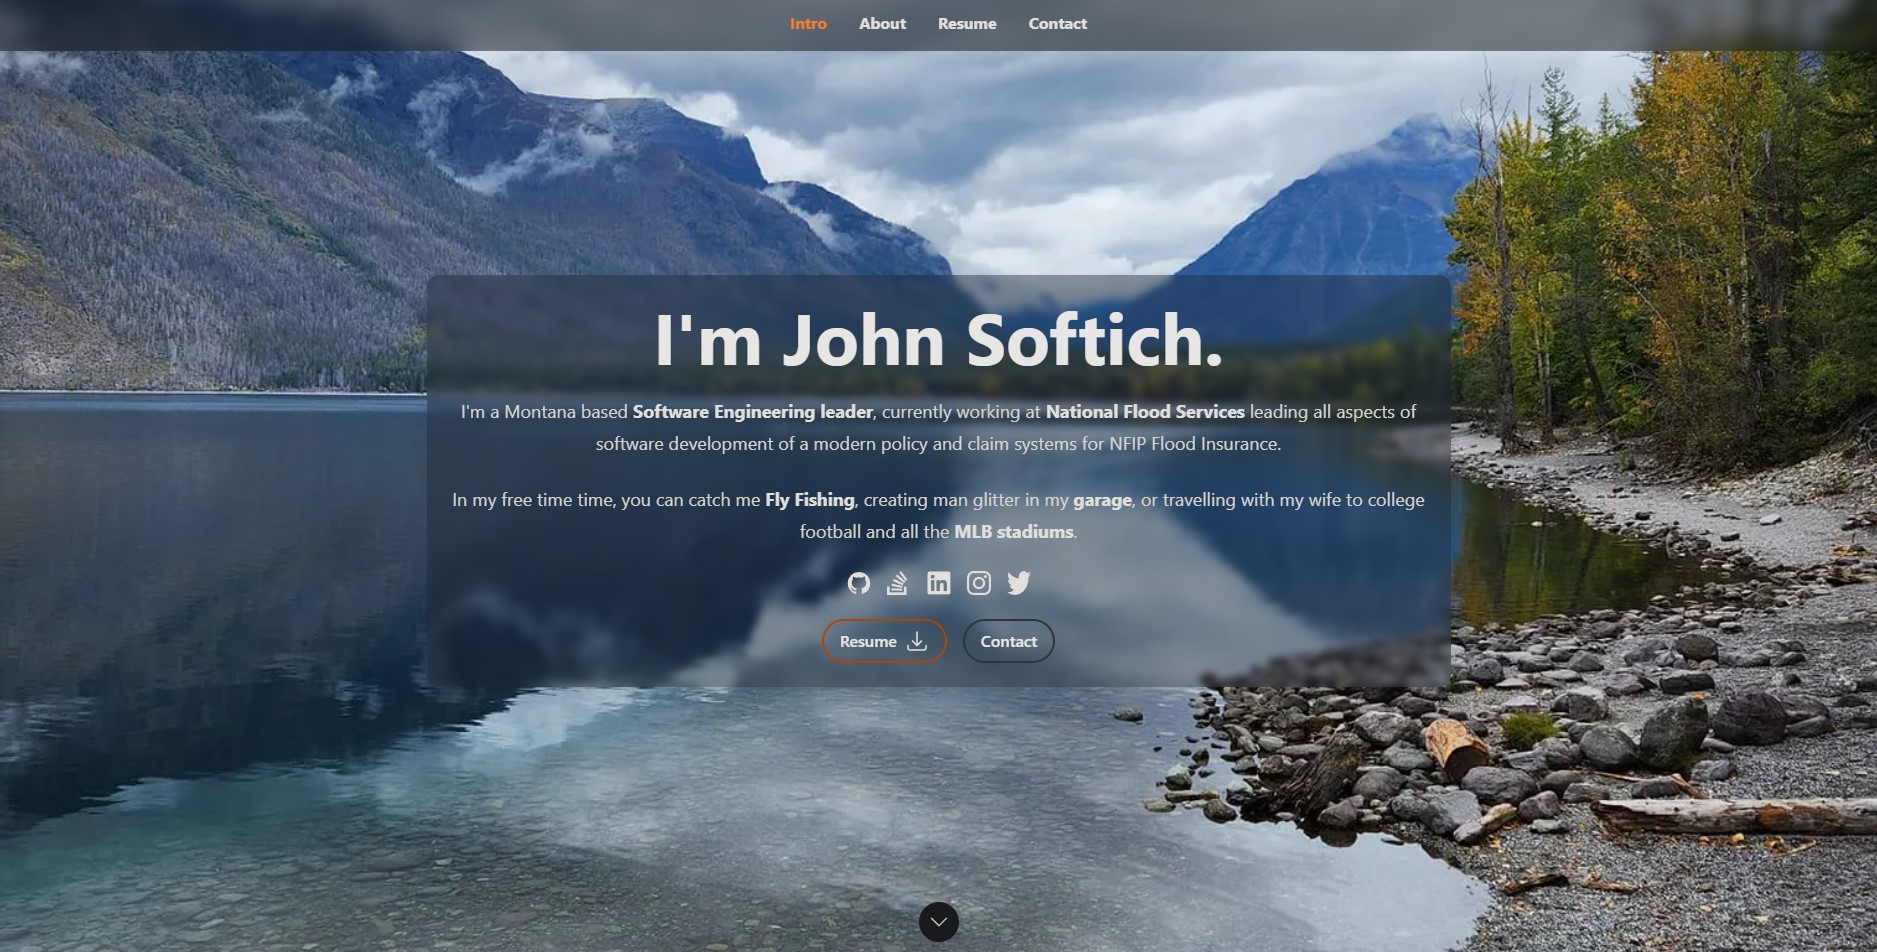 Intro About Resume Contact
I'm John Softich.
I'm a Montana based Software Engineering leader, currently working at National Flood Services leading all aspects of
software development of a modern policy and claim systems for NFIP Flood Insurance.
In my free time time, you can catch me Fly Fishing, creating man glitter in my garage, or travelling with my wife to college
football and all the MLB stadiums.
in
Resume Contact